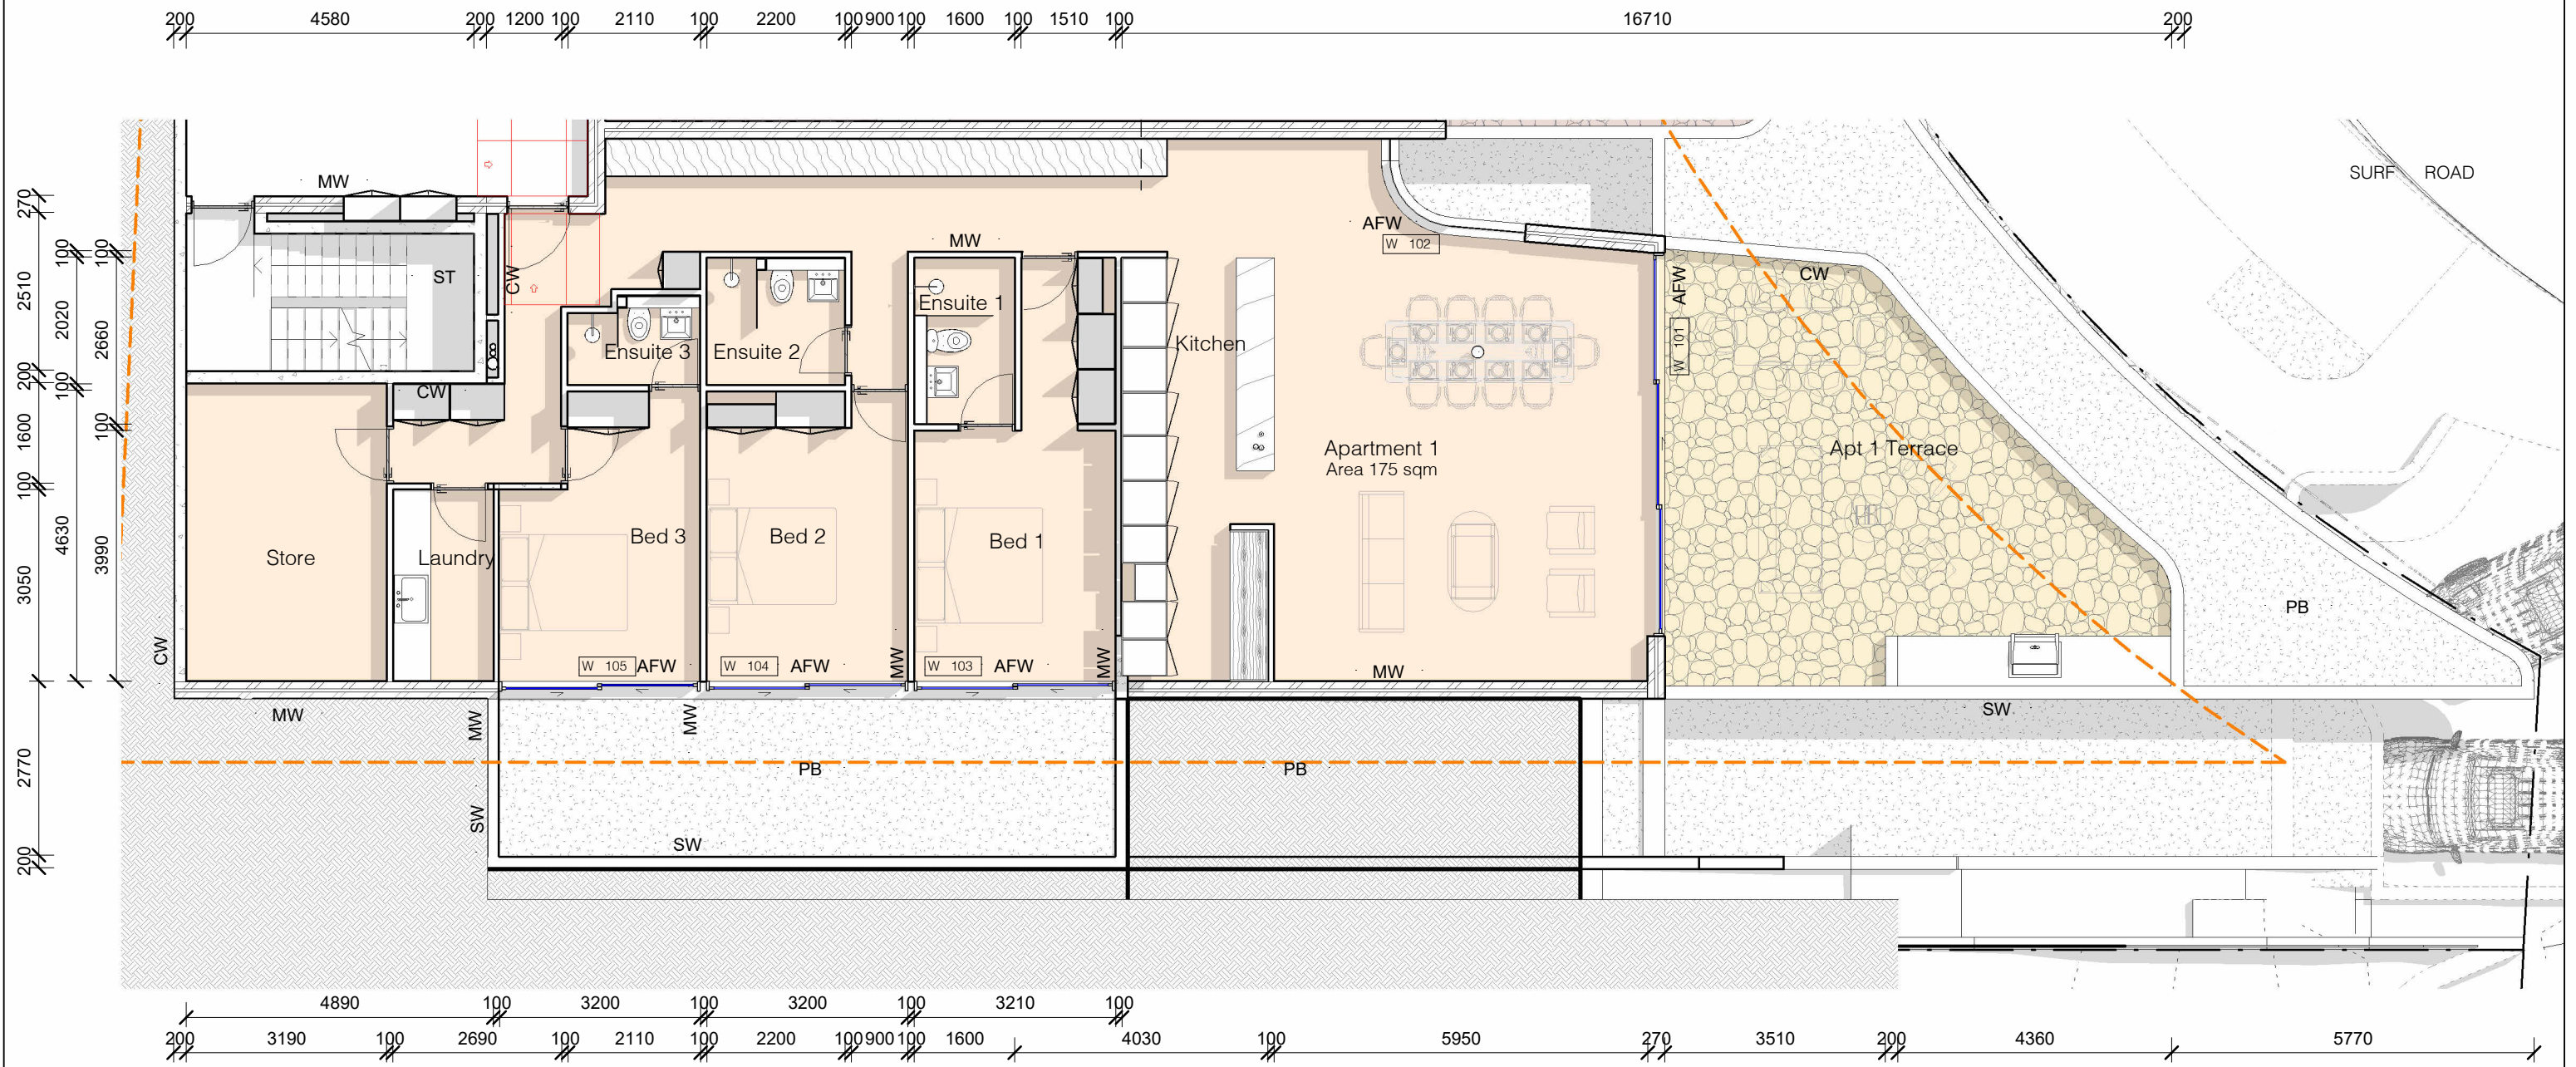 200 4580 200 1200 100 2110 100 2200 100 900 100 1600 100 1510 100 16710 200
SURF ROAD
MW
270
AFW
W 102
MW
100
100
CW
AFW
ST
CW
2510
Ensuite 1
2020
2660
W 101
Kitchen
Ensuite 3
Ensuite 2
200
100
CW
1600
100
Apartment 1
Area 175 sqm
Apt 1 Terrace
100
4630
3990
Bed 3
Bed 2
Bed 1
Store
Laundry
3050
PB
CW
W 105 AFW
W 104 AFW
MW
W 103 AFW
MW
MW
MW
MW
MW
SW
2770
PB
PB
SW
SW
200
4890 100 3200 100 3200 100 3210 100
200 3190 100 2690 100 2110 100 2200 100 900 100 1600 4030 100 5950 270 3510 200 4360 5770